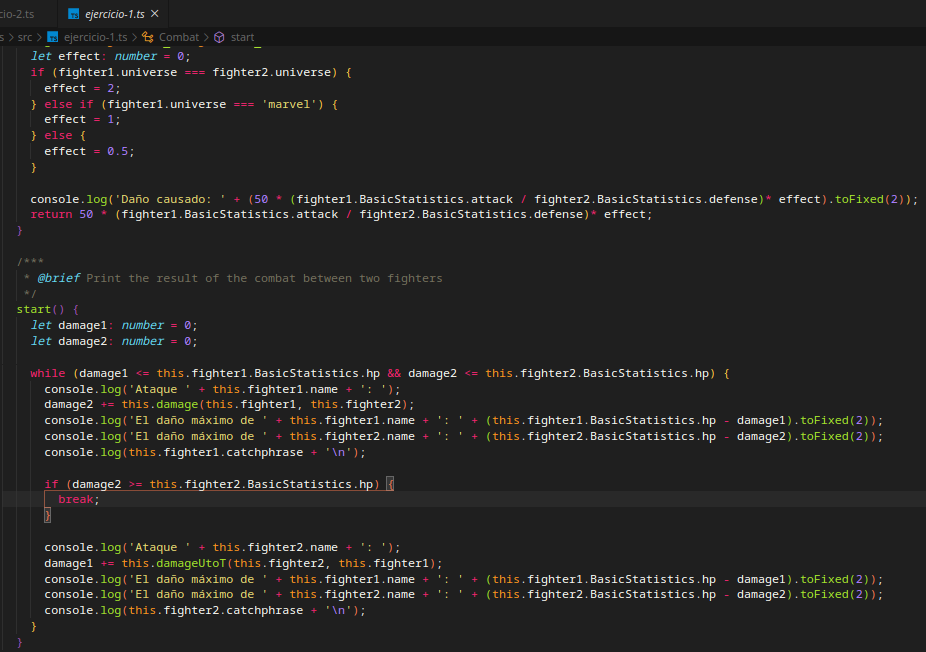 cio-2.ts
TS ejercicio-1.ts ×
s > src > TS ejercicio-1.ts > Combat > start
let effect: number = 0;
if (fighter1.universe === fighter2.universe) {
effect = 2;
} else if (fighter1.universe === 'marvel') {
effect = 1;
} else {
effect = 0.5;
}
console.log('Daño causado: ' + (50 * (fighter1.BasicStatistics.attack / fighter2.BasicStatistics.defense)* effect).toFixed(2));
return 50 * (fighter1.BasicStatistics.attack / fighter2.BasicStatistics.defense)* effect;
}
/***
* @brief Print the result of the combat between two fighters
*/
start() {
let damage1: number = 0;
let damage2: number = 0;
while (damage1 <= this.fighter1.BasicStatistics.hp && damage2 <= this.fighter2.BasicStatistics.hp) {
console.log('Ataque ' + this.fighter1.name + ': ');
damage2 += this.damage(this.fighter1, this.fighter2);
console.log('El daño máximo de ' + this.fighter1.name + ': ' + (this.fighter1.BasicStatistics.hp - damage1).toFixed(2));
console.log('El daño máximo de ' + this.fighter2.name + ': ' + (this.fighter2.BasicStatistics.hp - damage2).toFixed(2));
console.log(this.fighter1.catchphrase + '\n');
if (damage2 >= this.fighter2.BasicStatistics.hp) {
break;
}
console.log('Ataque ' + this.fighter2.name + ': ');
damage1 += this.damageUtoT(this.fighter2, this.fighter1);
console.log('El daño máximo de ' + this.fighter1.name + ': ' + (this.fighter1.BasicStatistics.hp - damage1).toFixed(2));
console.log('El daño máximo de ' + this.fighter2.name + ': ' + (this.fighter2.BasicStatistics.hp - damage2).toFixed(2));
console.log(this.fighter2.catchphrase + '\n');
}
}